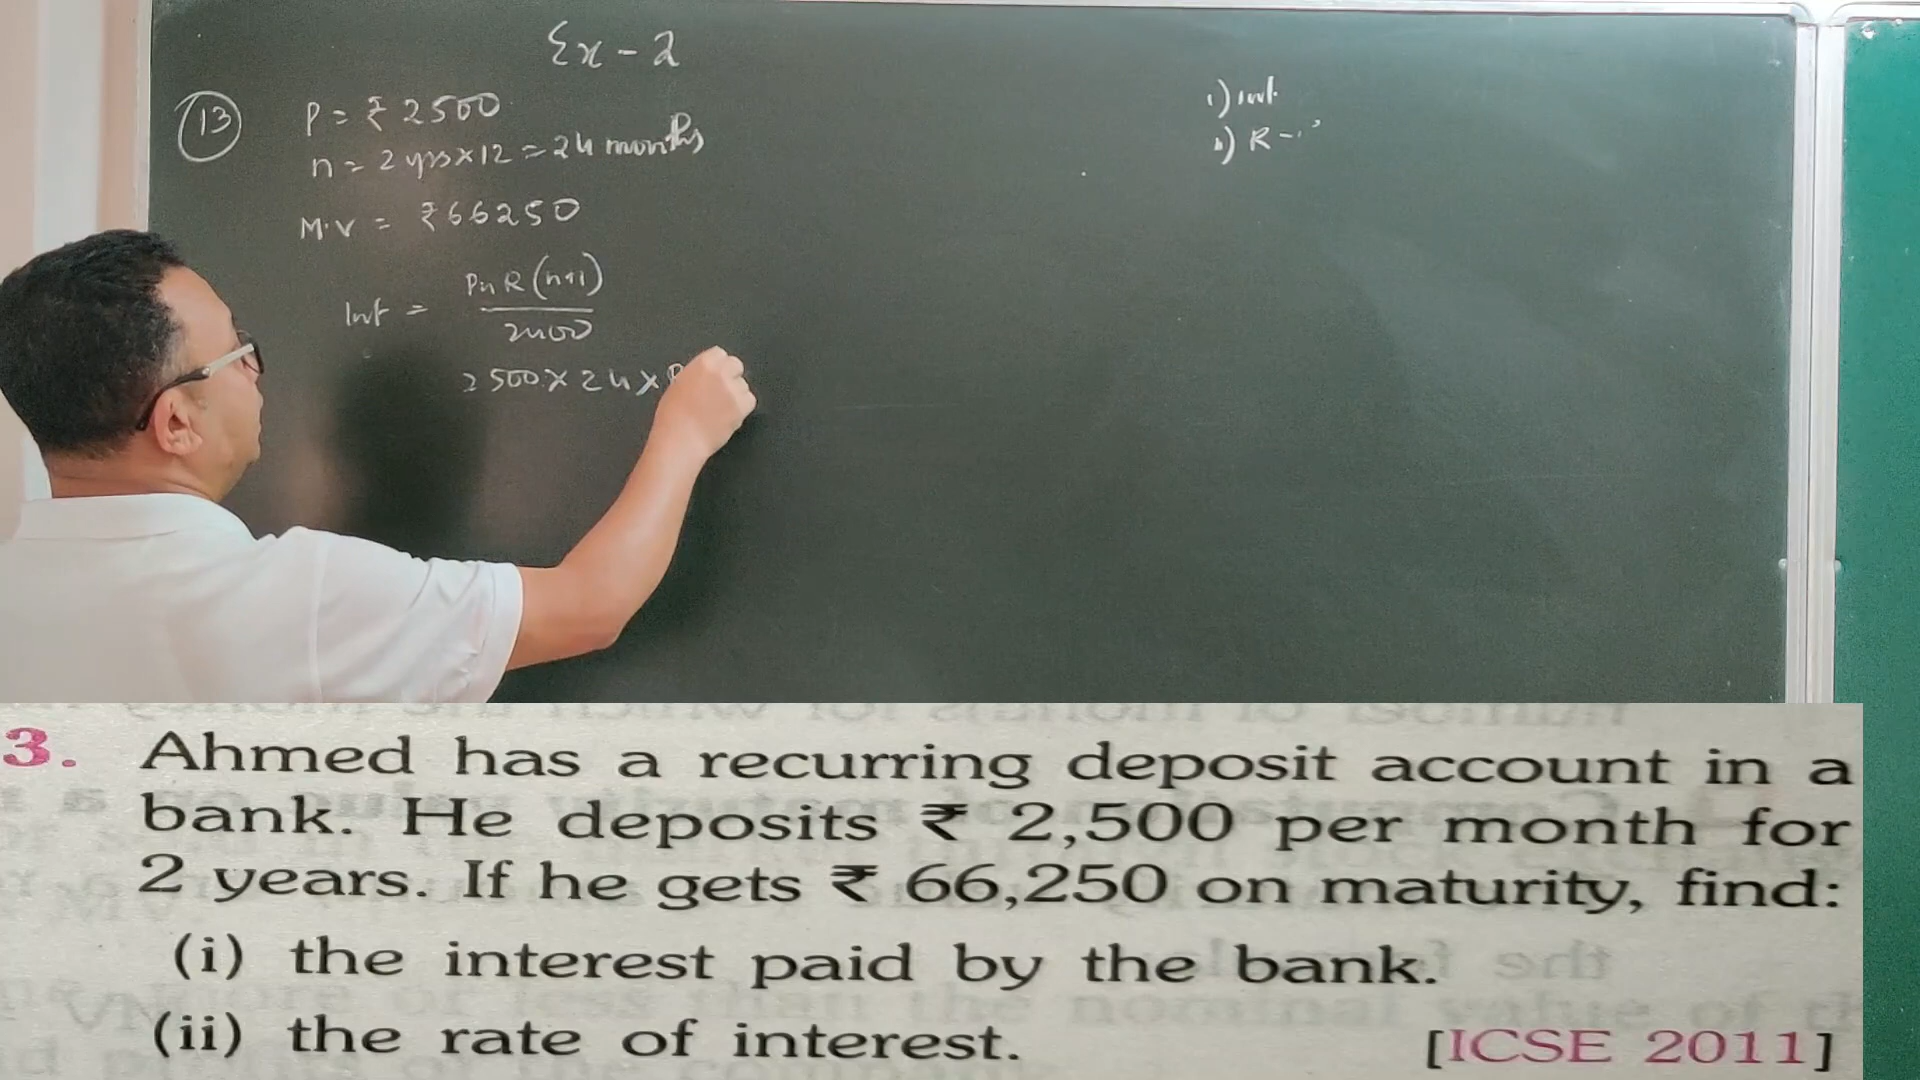 Ex - 2
13
P = ₹ 2500
n = 2 yrs × 12 = 24 months
M.V = ₹ 66250
Int = PnR(n+1)
2400
2500 × 24 × R
i) Int
ii) R - ..?
3. Ahmed has a recurring deposit account in a
bank. He deposits ₹ 2,500 per month for
2 years. If he gets ₹ 66,250 on maturity, find:
(i) the interest paid by the bank.
(ii) the rate of interest. [ICSE 2011]